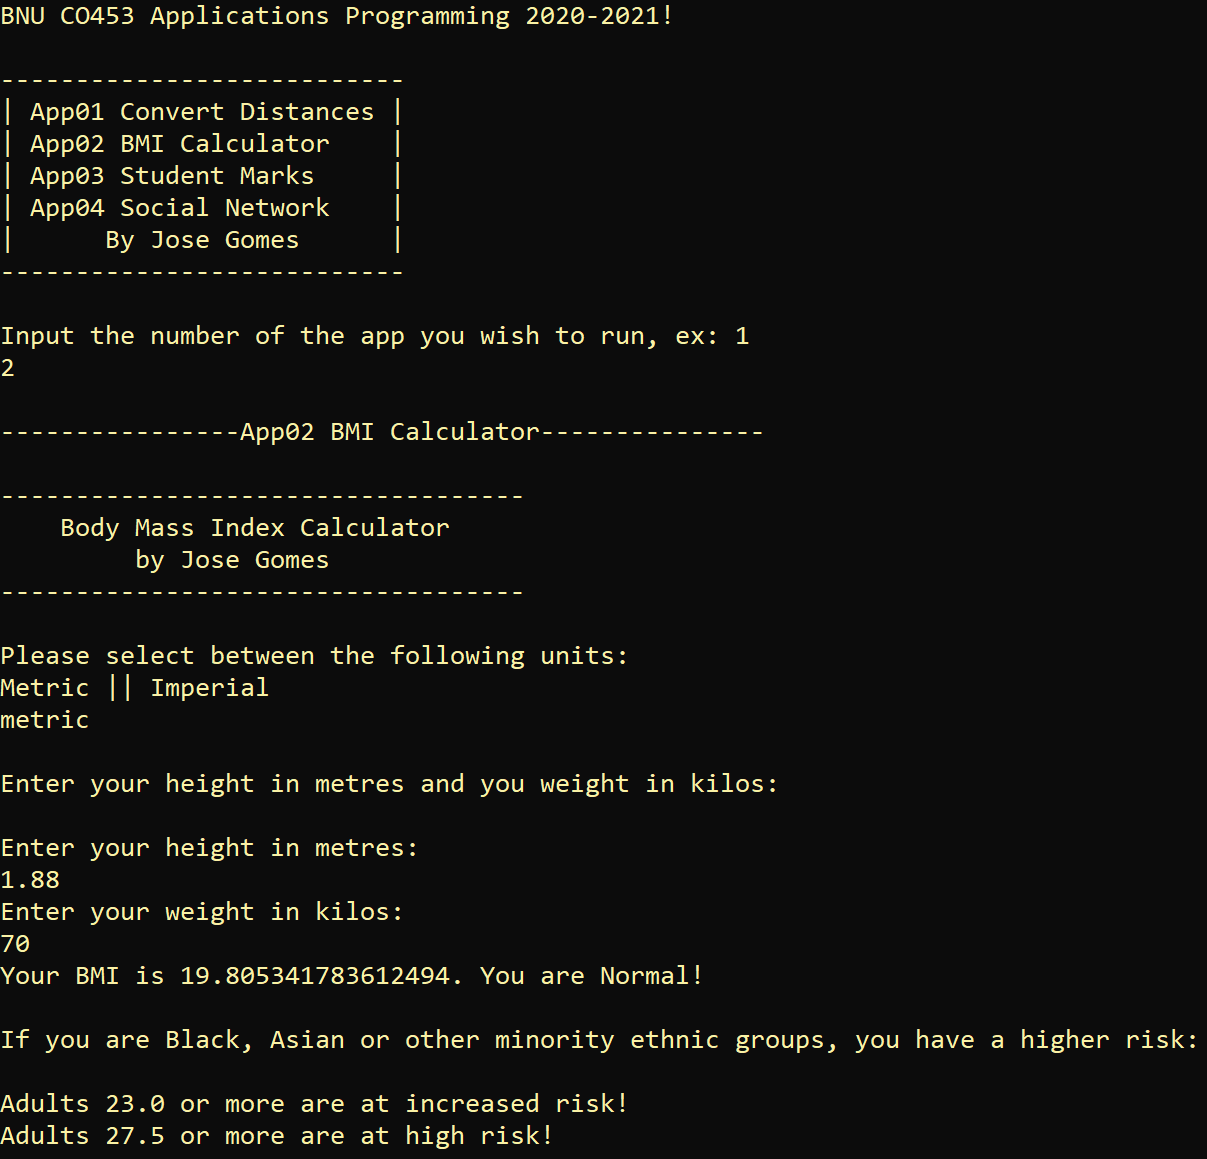 BNU CO453 Applications Programming 2020-2021!
---------------------------
| App01 Convert Distances |
| App02 BMI Calculator    |
| App03 Student Marks     |
| App04 Social Network    |
|      By Jose Gomes      |
---------------------------
Input the number of the app you wish to run, ex: 1
2
----------------App02 BMI Calculator---------------
-----------------------------------
    Body Mass Index Calculator
         by Jose Gomes
-----------------------------------
Please select between the following units:
Metric || Imperial
metric
Enter your height in metres and you weight in kilos:
Enter your height in metres:
1.88
Enter your weight in kilos:
70
Your BMI is 19.805341783612494. You are Normal!
If you are Black, Asian or other minority ethnic groups, you have a higher risk:
Adults 23.0 or more are at increased risk!
Adults 27.5 or more are at high risk!